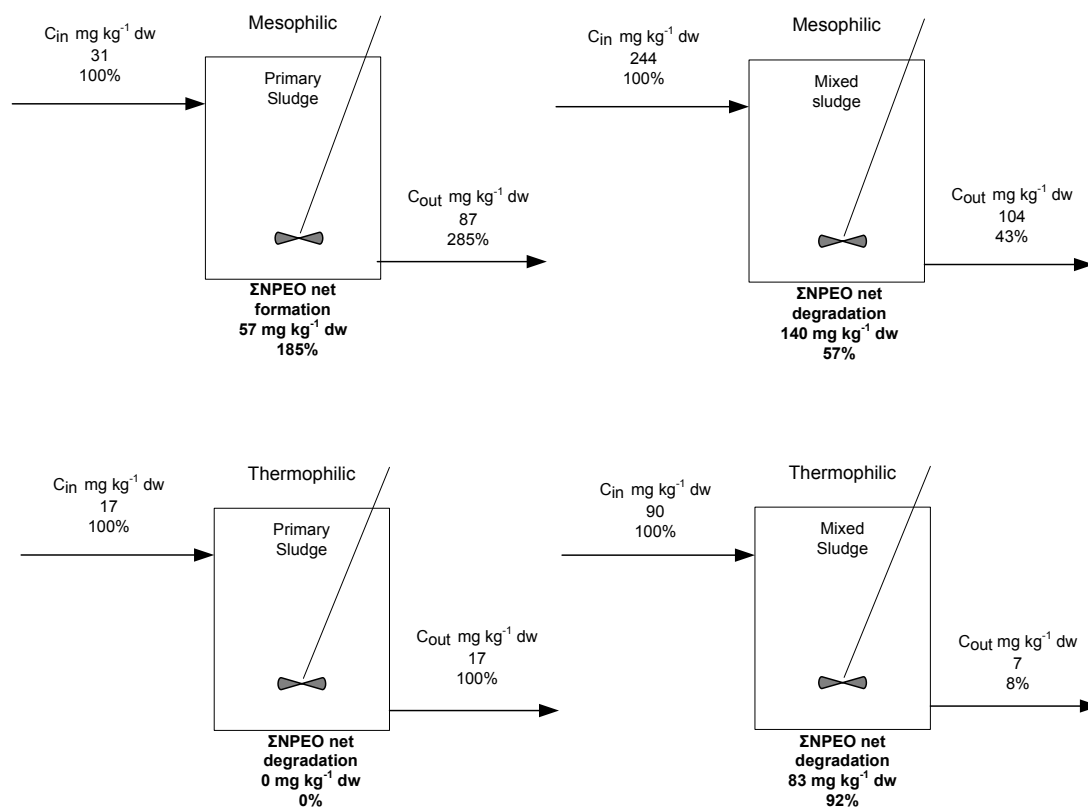 Mesophilic
C_in mg kg⁻¹ dw
31
100%
Primary
Sludge
C_out mg kg⁻¹ dw
87
285%
ΣNPEO net
formation
57 mg kg⁻¹ dw
185%
Mesophilic
C_in mg kg⁻¹ dw
244
100%
Mixed
sludge
C_out mg kg⁻¹ dw
104
43%
ΣNPEO net
degradation
140 mg kg⁻¹ dw
57%
Thermophilic
C_in mg kg⁻¹ dw
17
100%
Primary
Sludge
C_out mg kg⁻¹ dw
17
100%
ΣNPEO net
degradation
0 mg kg⁻¹ dw
0%
Thermophilic
C_in mg kg⁻¹ dw
90
100%
Mixed
Sludge
C_out mg kg⁻¹ dw
7
8%
ΣNPEO net
degradation
83 mg kg⁻¹ dw
92%